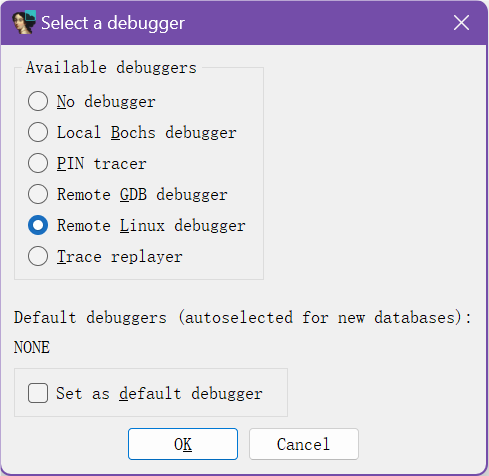 Select a debugger
Available debuggers
No debugger
Local Bochs debugger
PIN tracer
Remote GDB debugger
Remote Linux debugger
Trace replayer
Default debuggers (autoselected for new databases):
NONE
Set as default debugger
OK
Cancel